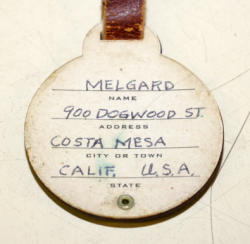 MELGARD
NAME
900 DOGWOOD ST.
ADDRESS
COSTA MESA
CITY OR TOWN
CALIF. U.S.A.
STATE